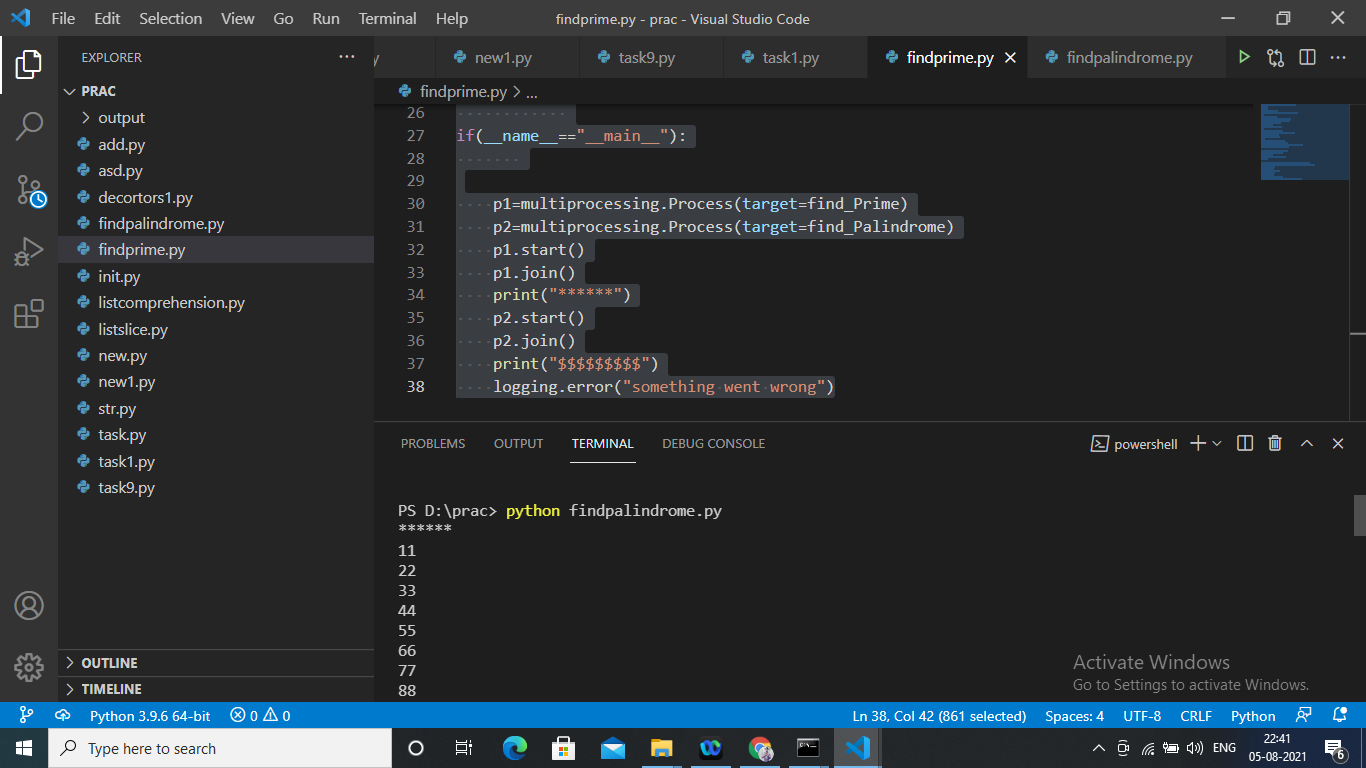 File Edit Selection View Go Run Terminal Help findprime.py - prac - Visual Studio Code
EXPLORER ···
y new1.py task9.py task1.py findprime.py findpalindrome.py ···
PRAC
output
add.py
asd.py
decortors1.py
findpalindrome.py
findprime.py
init.py
listcomprehension.py
listslice.py
new.py
new1.py
str.py
task.py
task1.py
task9.py
OUTLINE
TIMELINE
findprime.py > ...
26
27 if(__name__=="__main__"):
28
29
30 p1=multiprocessing.Process(target=find_Prime)
31 p2=multiprocessing.Process(target=find_Palindrome)
32 p1.start()
33 p1.join()
34 print("******")
35 p2.start()
36 p2.join()
37 print("$$$$$$$$$")
38 logging.error("something went wrong")
PROBLEMS OUTPUT TERMINAL DEBUG CONSOLE powershell
PS D:\prac> python findpalindrome.py
******
11
22
33
44
55
66
77
88
Activate Windows
Go to Settings to activate Windows.
Python 3.9.6 64-bit 0 0 Ln 38, Col 42 (861 selected) Spaces: 4 UTF-8 CRLF Python
Type here to search ENG 22:41
05-08-2021 6